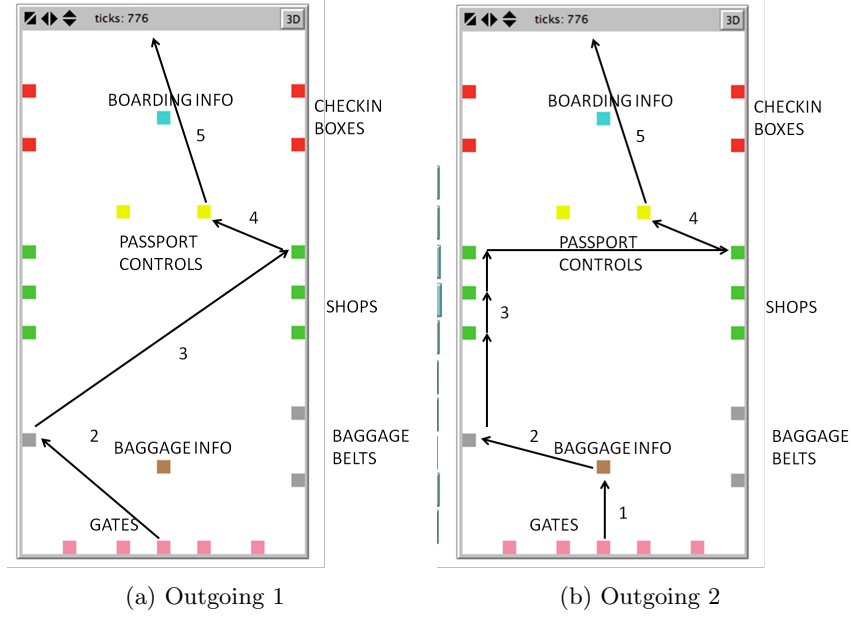 ticks: 776
3D
BOARDING INFO
CHECKIN
BOXES
5
4
PASSPORT
CONTROLS
SHOPS
3
2
BAGGAGE INFO
BAGGAGE
BELTS
GATES
(a) Outgoing 1
ticks: 776
3D
BOARDING INFO
CHECKIN
BOXES
5
4
PASSPORT
CONTROLS
SHOPS
3
2
BAGGAGE INFO
BAGGAGE
BELTS
GATES
1
(b) Outgoing 2